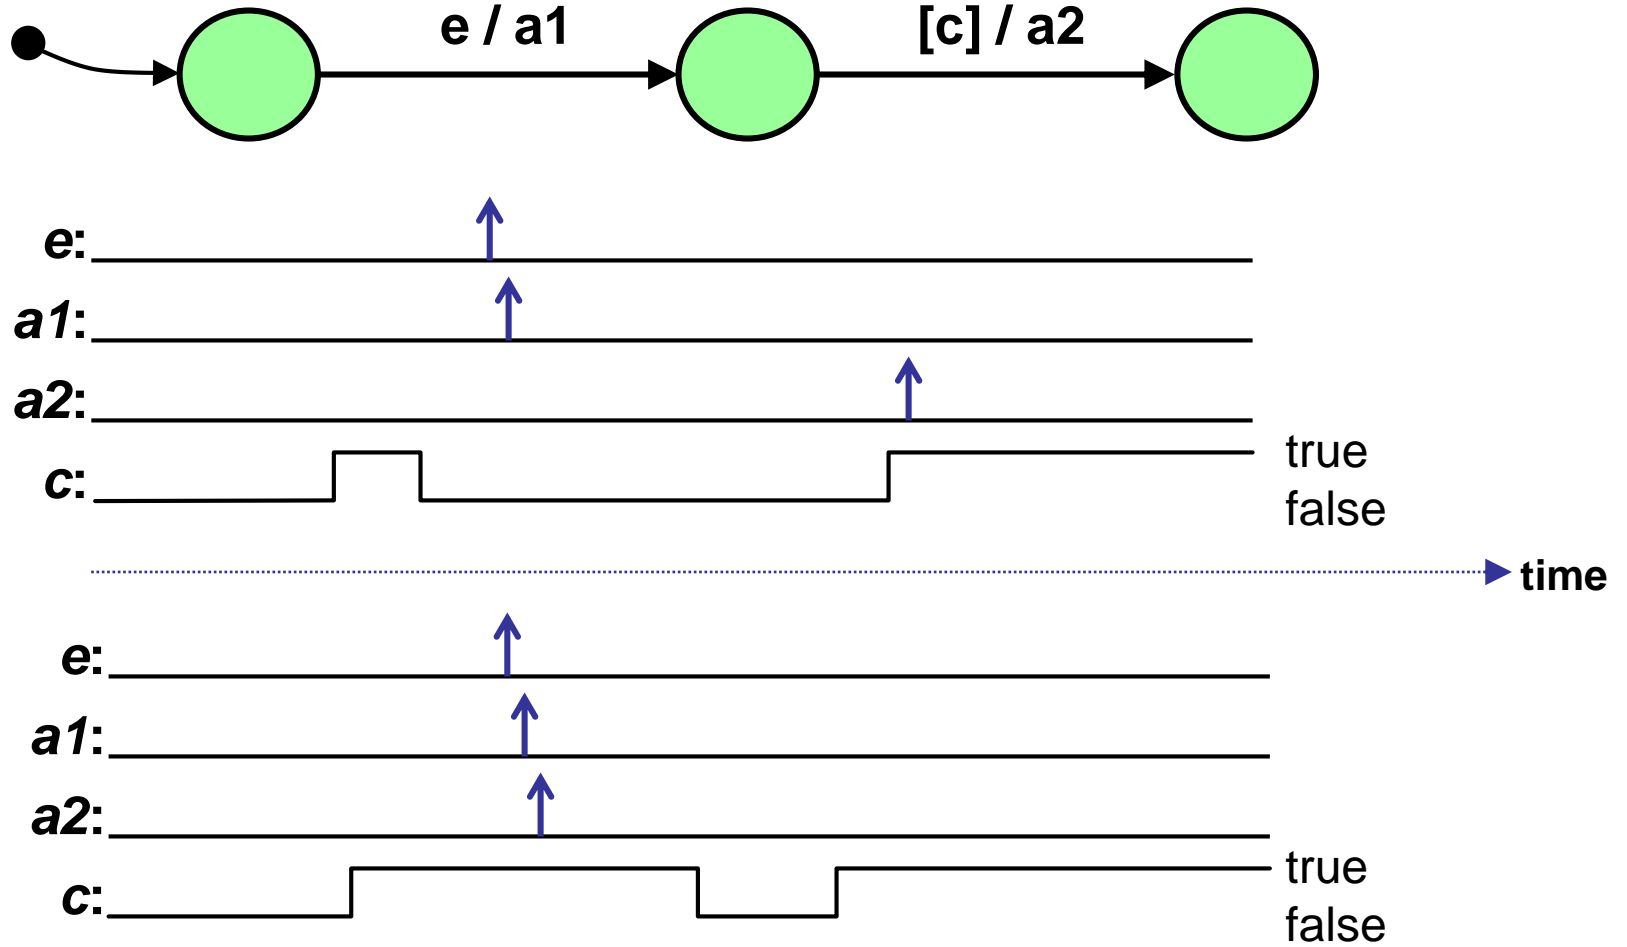 e / a1
[c] / a2
e:
a1:
a2:
c:
true
false
time
e:
a1:
a2:
c:
true
false